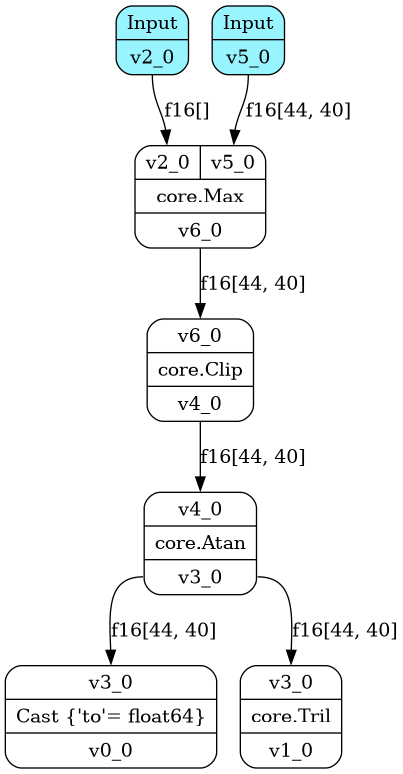 Input
v2_0
Input
v5_0
f16[]
f16[44, 40]
v2_0
v5_0
core.Max
v6_0
f16[44, 40]
v6_0
core.Clip
v4_0
f16[44, 40]
v4_0
core.Atan
v3_0
f16[44, 40]
f16[44, 40]
v3_0
Cast {'to'= float64}
v0_0
v3_0
core.Tril
v1_0